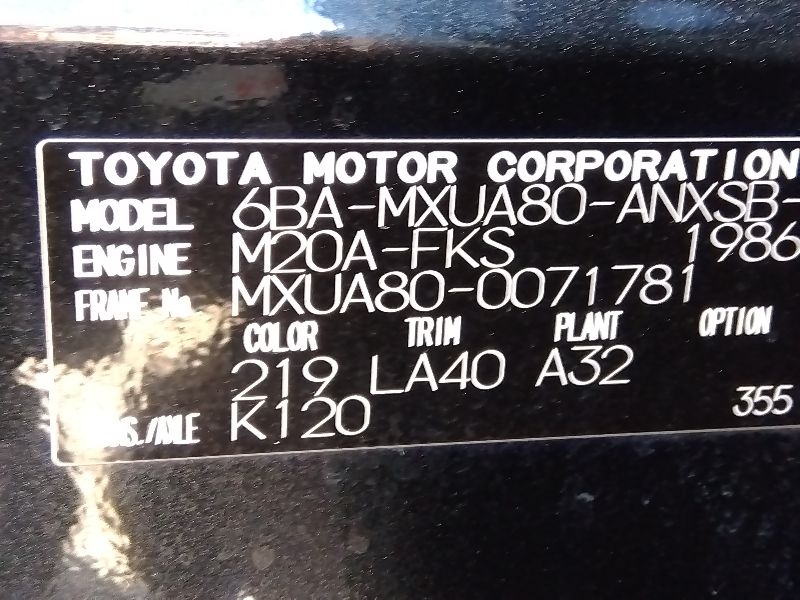 TOYOTA MOTOR CORPORATION
MODEL 6BA-MXUA80-ANXSB-
ENGINE M20A-FKS 1986
FRAME No. MXUA80-0071781
COLOR TRIM PLANT OPTION
219 LA40 A32
/AXLE K120 355